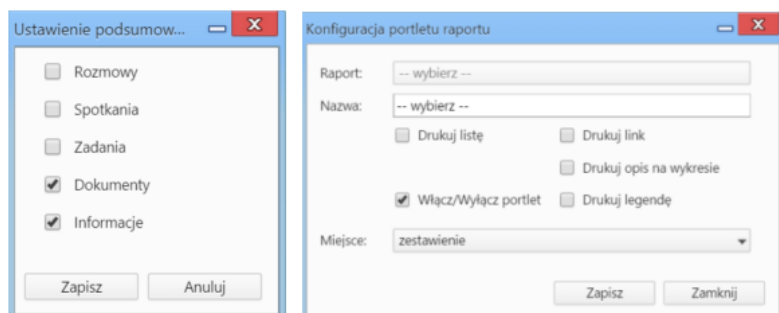 Ustawienie podsumow...
Rozmowy
Spotkania
Zadania
Dokumenty
Informacje
Zapisz Anuluj
Konfiguracja portletu raportu
Raport: -- wybierz --
Nazwa: -- wybierz --
Drukuj listę Drukuj link
Drukuj opis na wykresie
Włącz/Wyłącz portlet Drukuj legendę
Miejsce: zestawienie
Zapisz Zamknij